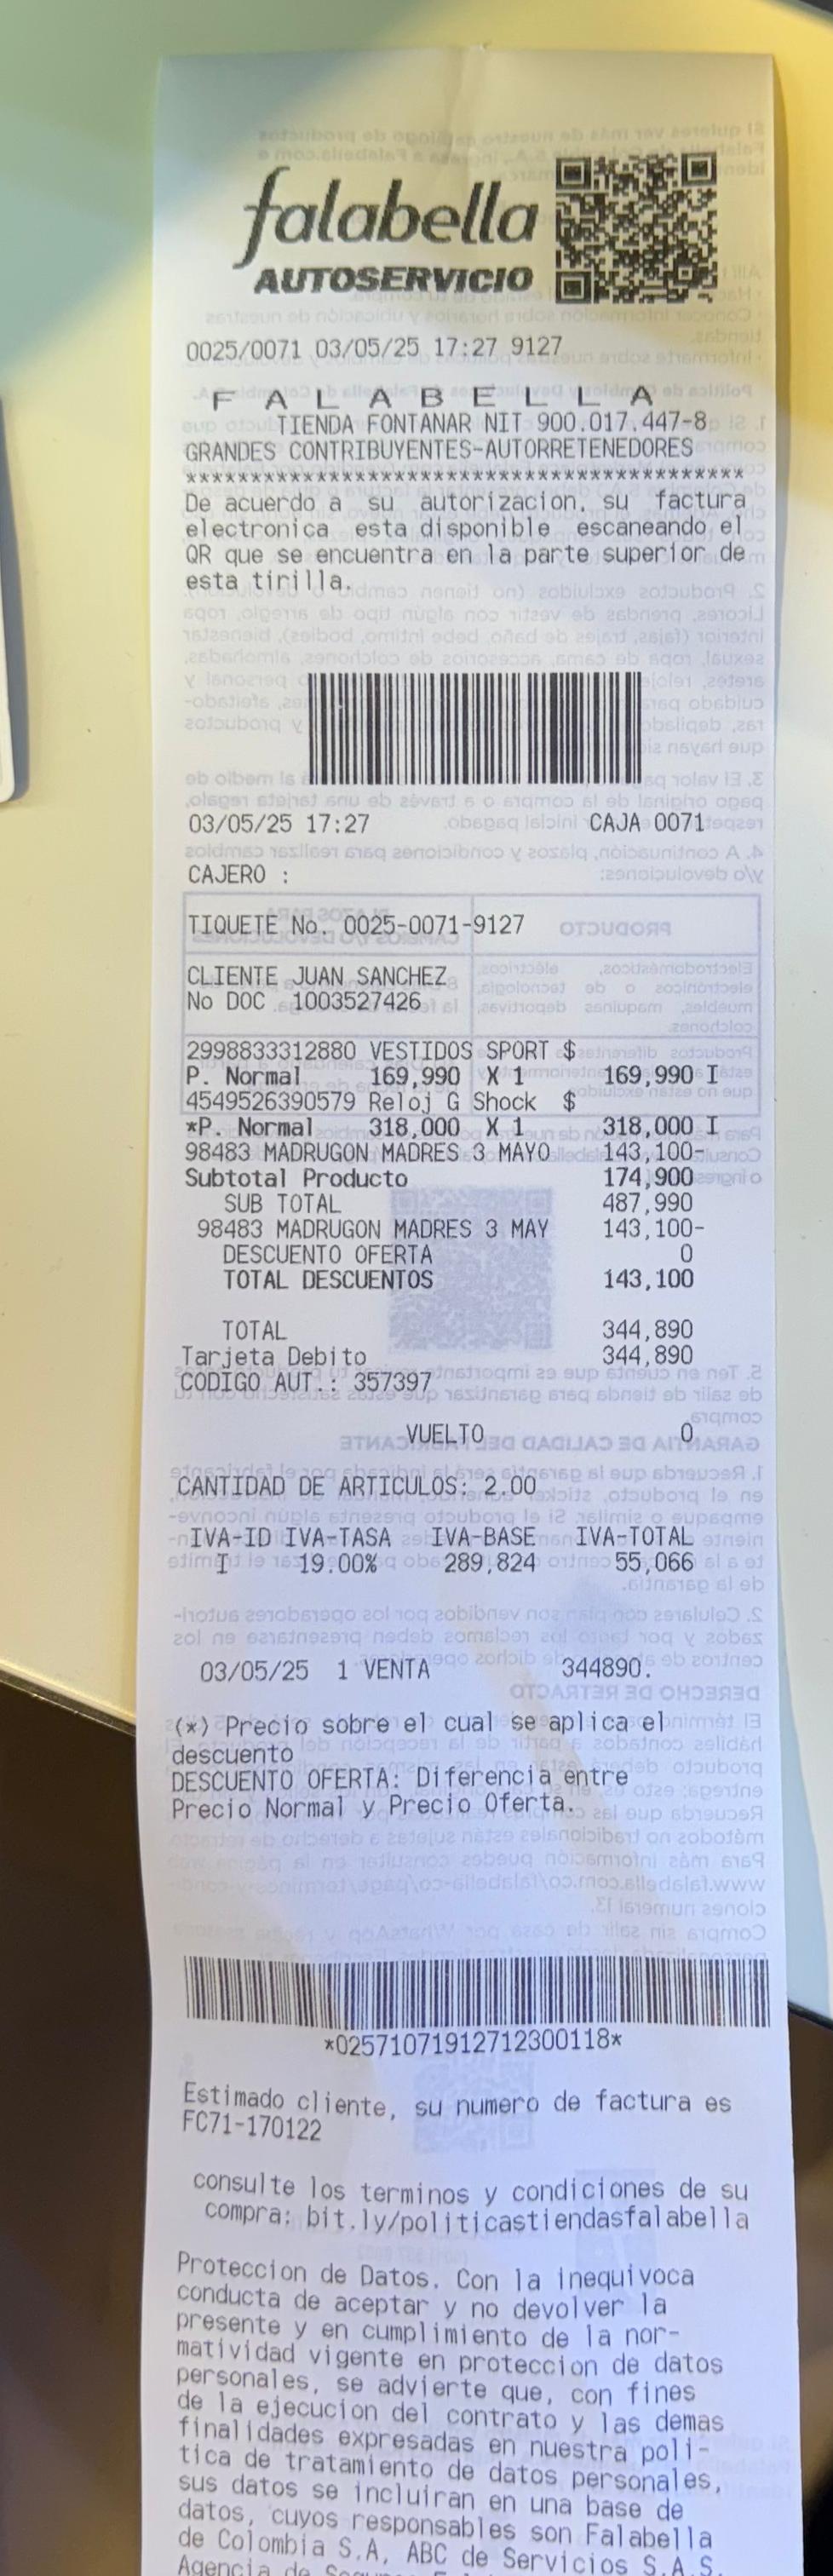 falabella
AUTOSERVICIO
0025/0071 03/05/25 17:27 9127
F A L A B E L L A
TIENDA FONTANAR NIT 900.017.447-8
GRANDES CONTRIBUYENTES-AUTORRETENEDORES
*******************************************
De acuerdo a su autorizacion, su factura
electronica esta disponible escaneando el
QR que se encuentra en la parte superior de
esta tirilla.
03/05/25 17:27 CAJA 0071
CAJERO :
TIQUETE No. 0025-0071-9127
CLIENTE JUAN SANCHEZ
No DOC 1003527426
2998833312880 VESTIDOS SPORT $
P. Normal 169,990 X 1 169,990 I
4549526390579 Reloj G Shock $
*P. Normal 318,000 X 1 318,000 I
98483 MADRUGON MADRES 3 MAYO 143,100-
Subtotal Producto 174,900
SUB TOTAL 487,990
98483 MADRUGON MADRES 3 MAY 143,100-
DESCUENTO OFERTA 0
TOTAL DESCUENTOS 143,100
TOTAL 344,890
Tarjeta Debito 344,890
CODIGO AUT.: 357397
VUELTO 0
CANTIDAD DE ARTICULOS: 2.00
IVA-ID IVA-TASA IVA-BASE IVA-TOTAL
I 19.00% 289,824 55,066
03/05/25 1 VENTA 344890.
(*) Precio sobre el cual se aplica el
descuento
DESCUENTO OFERTA: Diferencia entre
Precio Normal y Precio Oferta.
*02571071912712300118*
Estimado cliente, su numero de factura es
FC71-170122
consulte los terminos y condiciones de su
compra: bit.ly/politicastiendasfalabella
Proteccion de Datos. Con la inequivoca
conducta de aceptar y no devolver la
presente y en cumplimiento de la nor-
matividad vigente en proteccion de datos
personales, se advierte que, con fines
de la ejecucion del contrato y las demas
finalidades expresadas en nuestra poli-
tica de tratamiento de datos personales,
sus datos se incluiran en una base de
datos, cuyos responsables son Falabella
de Colombia S.A, ABC de Servicios S.A.S.
Agencia de